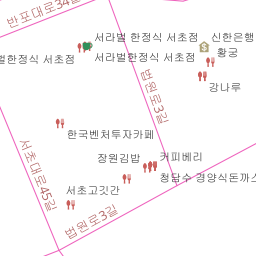 반포대로34길
서라벌 한정식 서초점
신한은행
황궁
벌한정식 서초점
서라벌한정식 서초점
강나루
법원로3길
한국벤처투자카페
서초대로45길
장원김밥
커피베리
청담수 경양식돈까스
서초고깃간
법원로3길